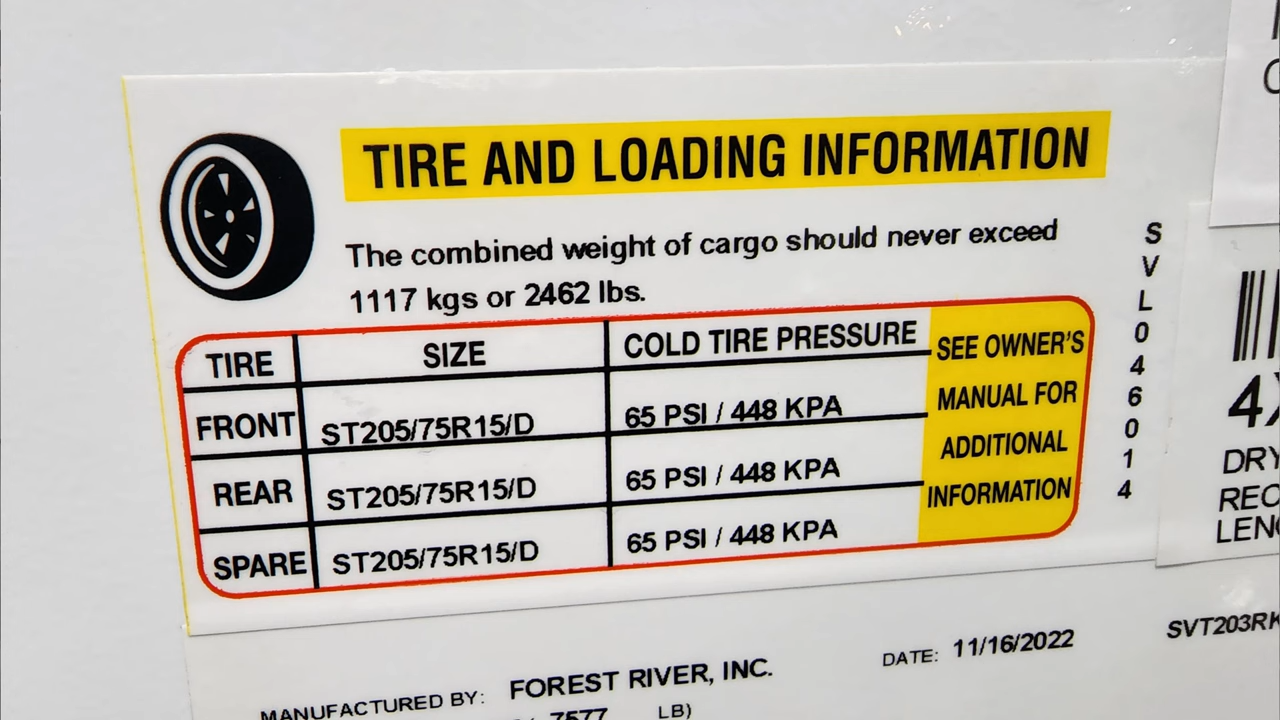 TIRE AND LOADING INFORMATION
The combined weight of cargo should never exceed
1117 kgs or 2462 lbs.
TIRE SIZE COLD TIRE PRESSURE
FRONT ST205/75R15/D 65 PSI / 448 KPA
REAR ST205/75R15/D 65 PSI / 448 KPA
SPARE ST205/75R15/D 65 PSI / 448 KPA
SEE OWNER'S
MANUAL FOR
ADDITIONAL
INFORMATION
SVL046014
DRY
MANUFACTURED BY: FOREST RIVER, INC.
DATE: 11/16/2022
7577 LB)